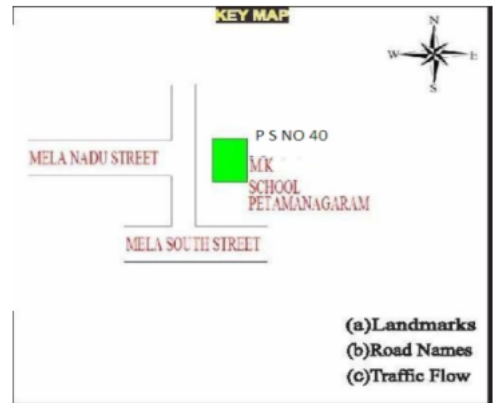 KEY MAP
N
W E
S
P S NO 40
MELA NADU STREET
MK
SCHOOL
PETAMANAGARAM
MELA SOUTH STREET
(a)Landmarks
(b)Road Names
(c)Traffic Flow